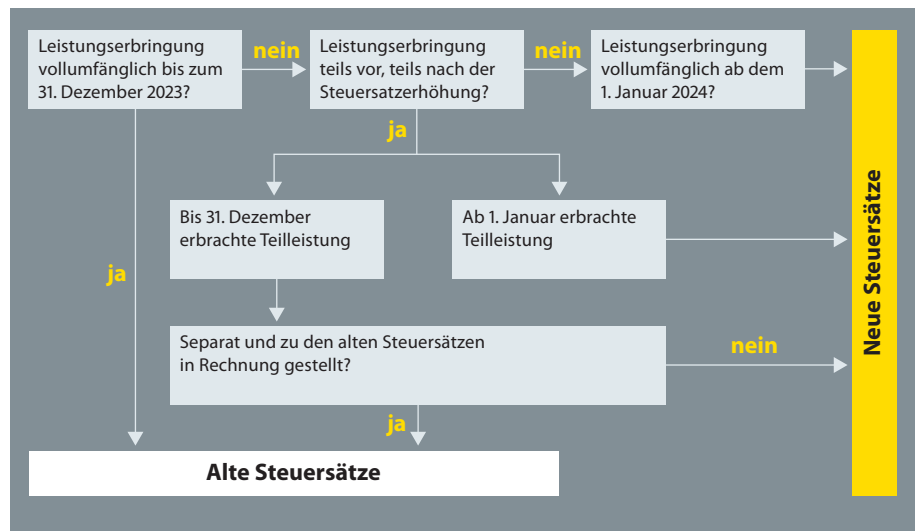 Leistungserbringung
vollumfänglich bis zum
31. Dezember 2023?
nein
Leistungserbringung
teils vor, teils nach der
Steuersatzerhöhung?
nein
Leistungserbringung
vollumfänglich ab dem
1. Januar 2024?
ja
Bis 31. Dezember
erbrachte Teilleistung
Ab 1. Januar erbrachte
Teilleistung
ja
Separat und zu den alten Steuersätzen
in Rechnung gestellt?
nein
ja
Alte Steuersätze
Neue Steuersätze